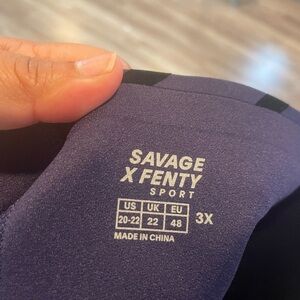 SAVAGE
X FENTY
SPORT
US UK EU
20-22 22 48 3X
MADE IN CHINA